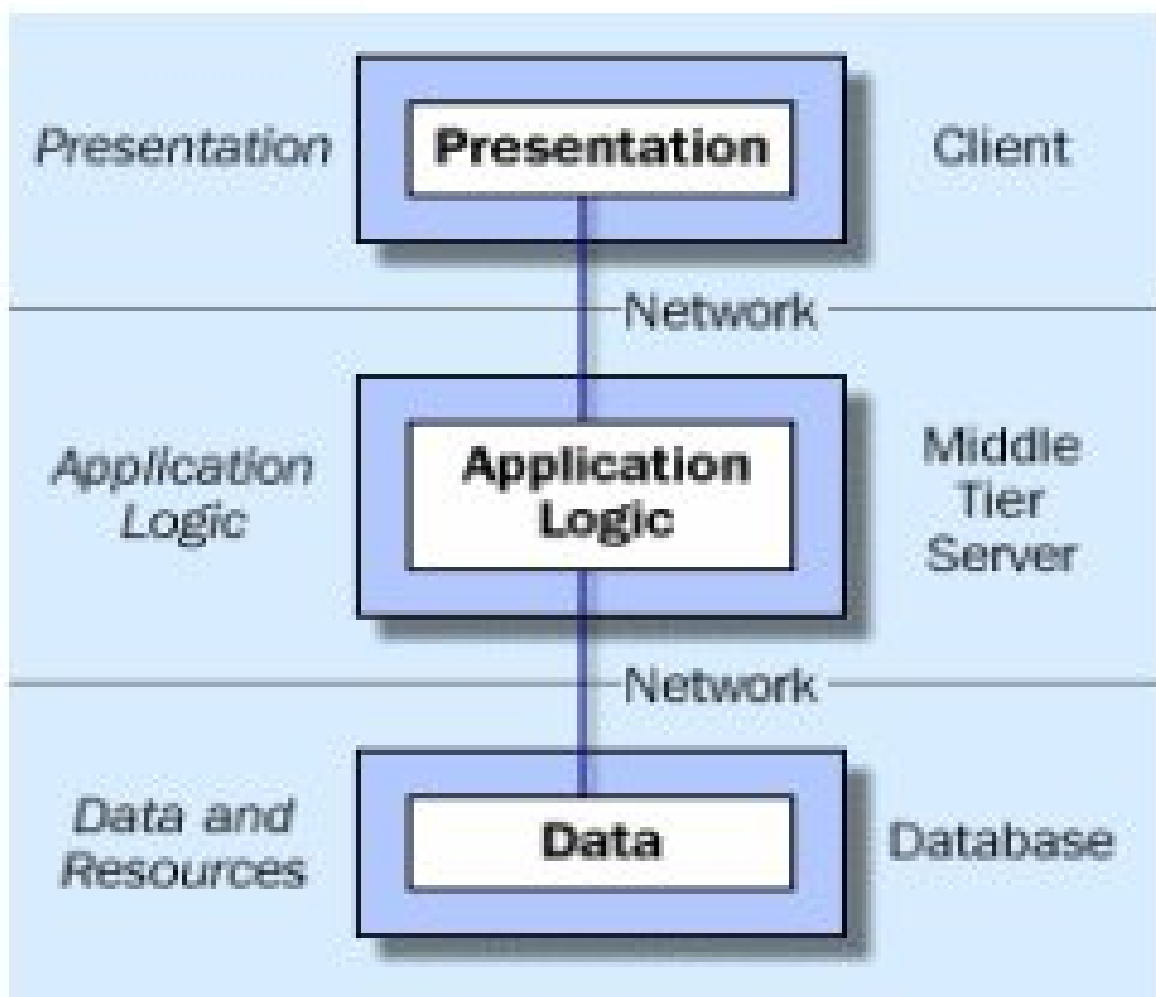 Presentation
Presentation
Client
Network
Application
Logic
Application
Logic
Middle
Tier
Server
Network
Data and
Resources
Data
Database